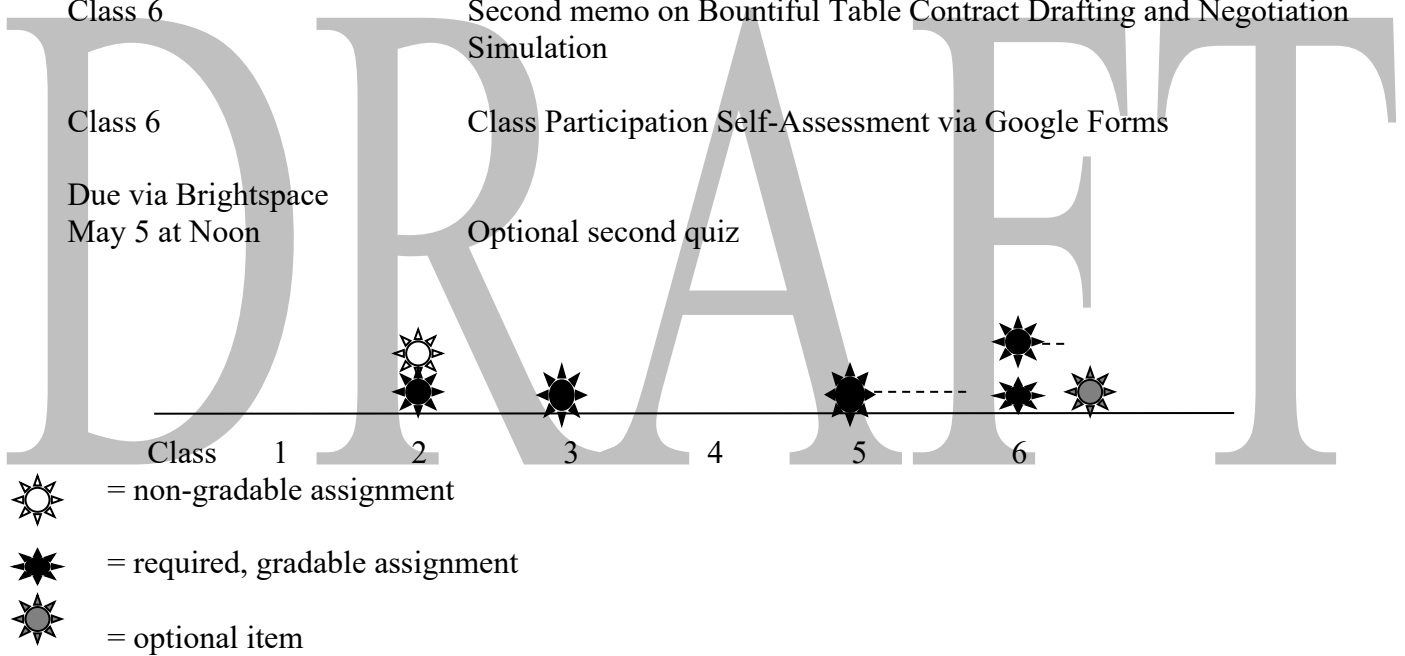 DRAFT
Class 6 Second memo on Bountiful Table Contract Drafting and Negotiation
Simulation
Class 6 Class Participation Self-Assessment via Google Forms
Due via Brightspace
May 5 at Noon Optional second quiz
Class 1 2 3 4 5 6
= non-gradable assignment
= required, gradable assignment
= optional item